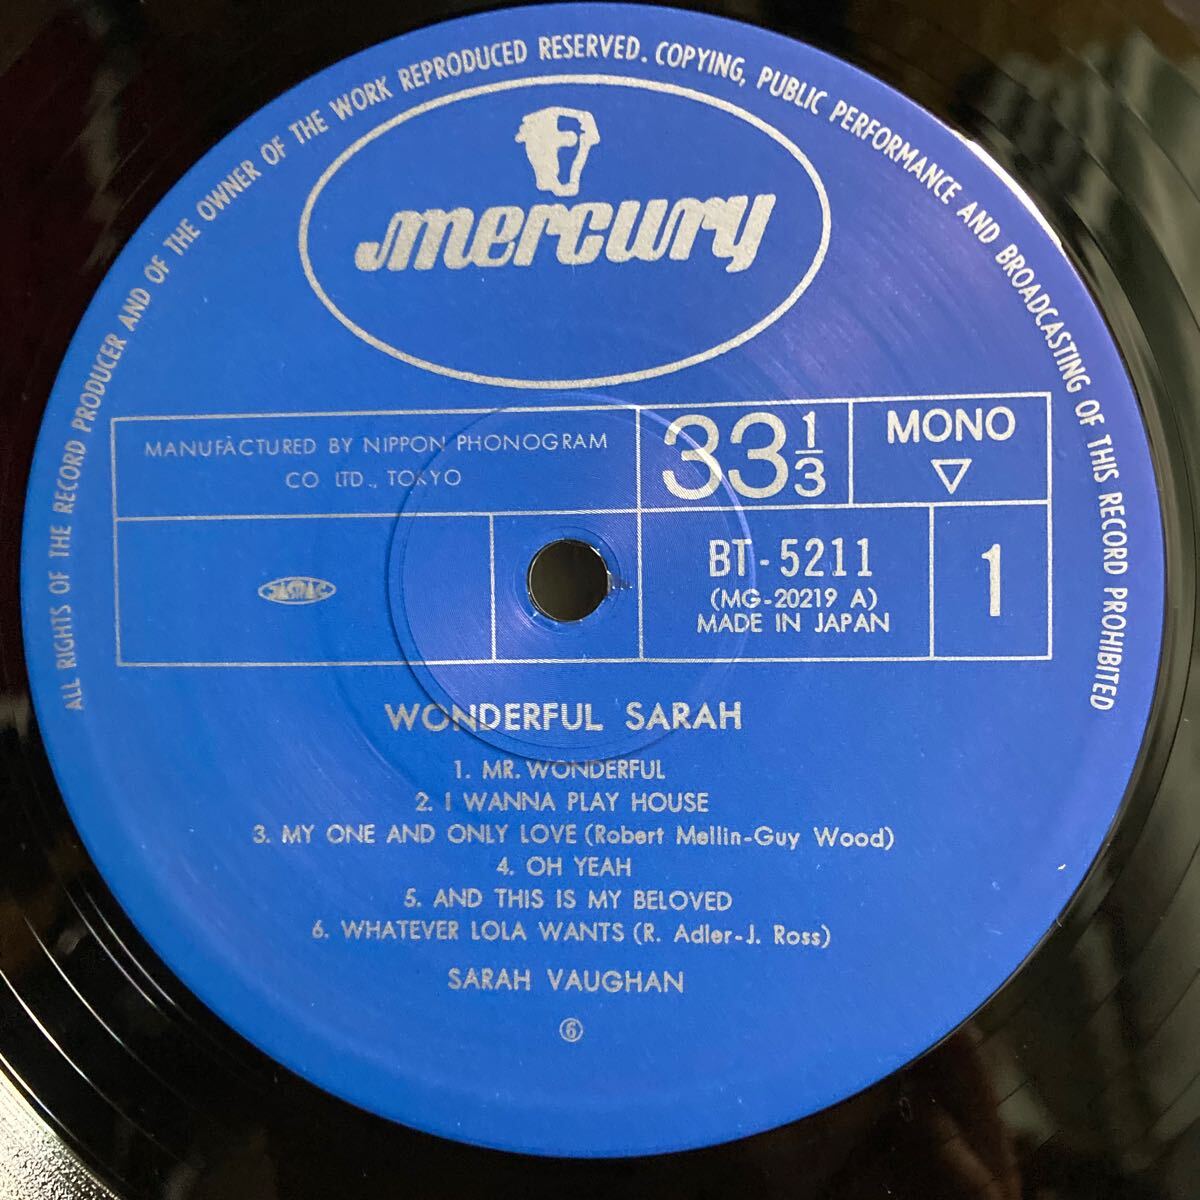 ALL RIGHTS OF THE RECORD PRODUCER AND OF THE OWNER OF THE WORK REPRODUCED RESERVED. COPYING, PUBLIC PERFORMANCE AND BROADCASTING OF THIS RECORD PROHIBITED
mercury
MANUFACTURED BY NIPPON PHONOGRAM
CO LTD., TOKYO
33 1/3
MONO
▽
JASRAC
BT-5211
(MG-20219 A)
MADE IN JAPAN
1
WONDERFUL SARAH
1. MR. WONDERFUL
2. I WANNA PLAY HOUSE
3. MY ONE AND ONLY LOVE (Robert Mellin-Guy Wood)
4. OH YEAH
5. AND THIS IS MY BELOVED
6. WHATEVER LOLA WANTS (R. Adler-J. Ross)
SARAH VAUGHAN
⑥